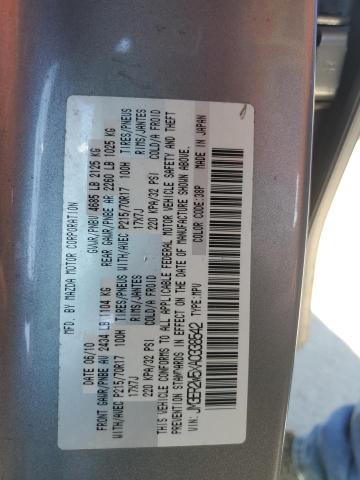 MFD. BY MAZDA MOTOR CORPORATION
DATE 06/10 GVWR/PNBV 4685 LB 2125 KG
FRONT GAWR/PNBE AV 2434 LB 1104 KG REAR GAWR/PNBE AR 2260 LB 1025 KG
WITH/AVEC P215/70R17 100H TIRES/PNEUS WITH/AVEC P215/70R17 100H TIRES/PNEUS
17X7J RIMS/JANTES 17X7J RIMS/JANTES
220 KPA/32 PSI COLD/A FROID 220 KPA/32 PSI COLD/A FROID
THIS VEHICLE CONFORMS TO ALL APPLICABLE FEDERAL MOTOR VEHICLE SAFETY AND THEFT
PREVENTION STANDARDS IN EFFECT ON THE DATE OF MANUFACTURE SHOWN ABOVE.
COLOR CODE:38P MADE IN JAPAN
TYPE:MPV